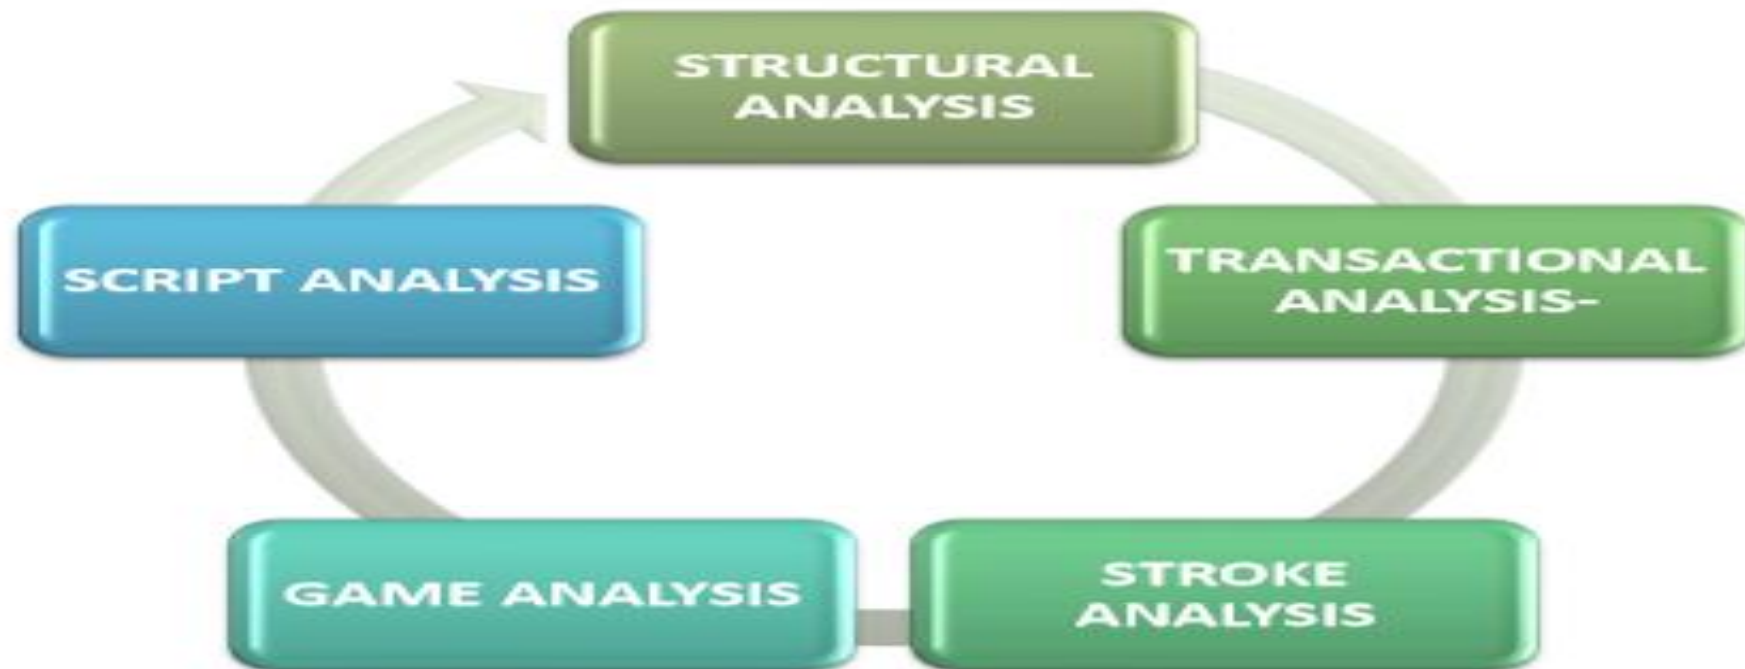 STRUCTURAL
ANALYSIS
TRANSACTIONAL
ANALYSIS-
STROKE
ANALYSIS
GAME ANALYSIS
SCRIPT ANALYSIS